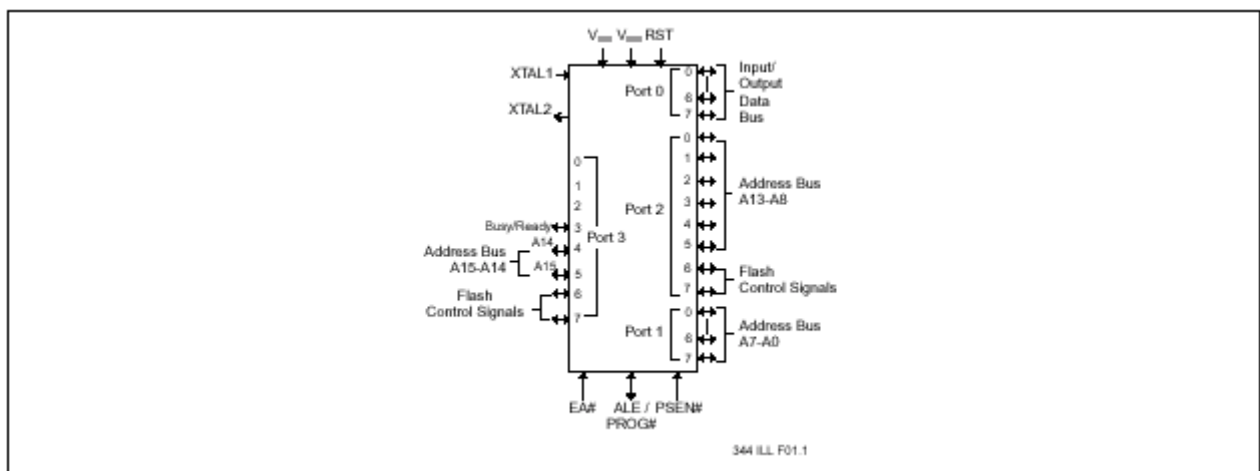 V V RST
XTAL1
XTAL2
Port 0
0
6
7
Input/
Output
Data
Bus
Port 2
0
1
2
3
4
5
6
7
Address Bus
A13-A8
Flash
Control Signals
Port 3
0
1
2
3
4
5
6
7
Busy/Ready
A14
A15
Address Bus
A15-A14
Flash
Control Signals
Port 1
0
6
7
Address Bus
A7-A0
EA# ALE / PSEN#
PROG#
344 ILL F01.1